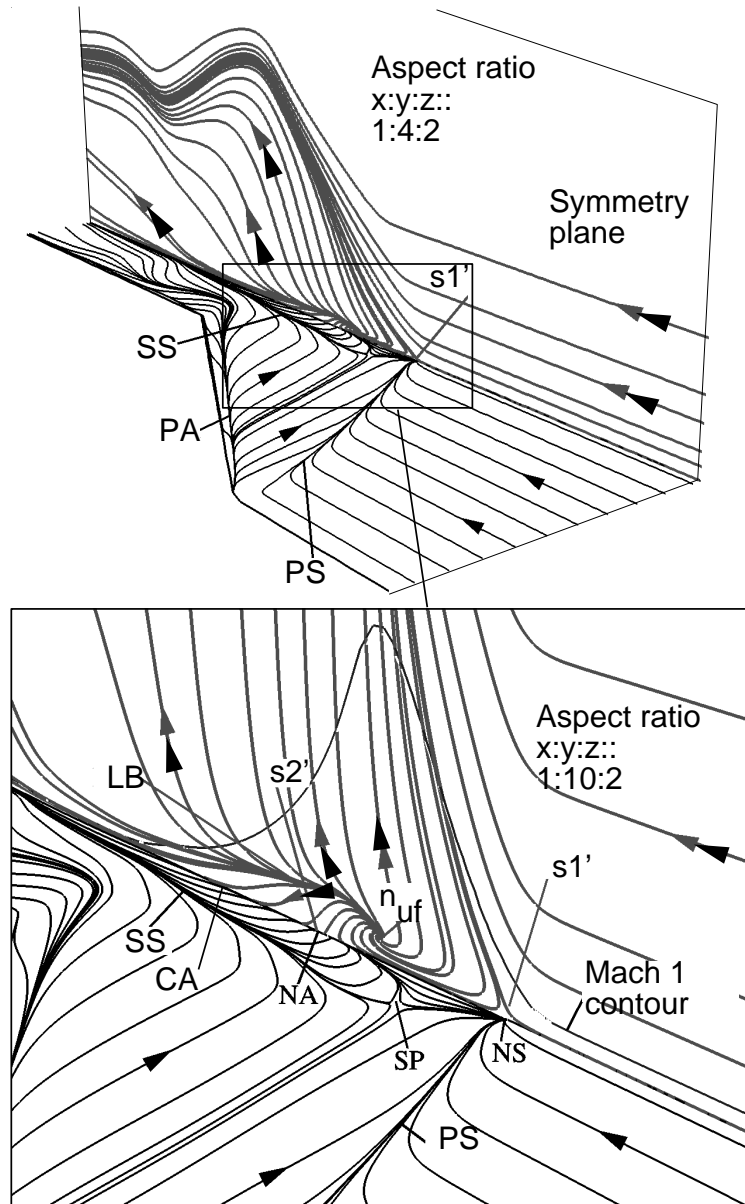 Aspect ratio
x:y:z::
1:4:2
Symmetry
plane
s1’
SS
PA
PS
Aspect ratio
x:y:z::
1:10:2
LB
s2’
s1’
n
uf
SS
CA
NA
Mach 1
contour
SP
NS
PS